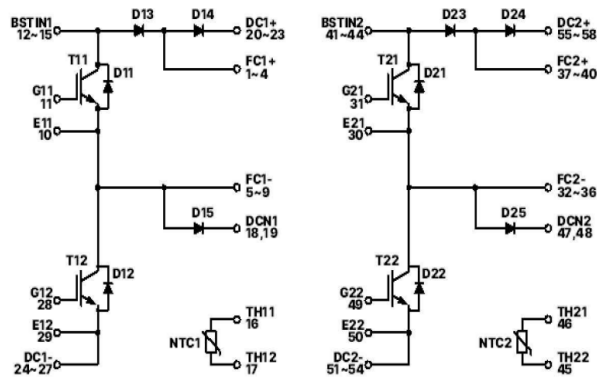 BSTIN1
12~15
D13
D14
DC1+
20~23
FC1+
1~4
T11
D11
G11
11
E11
10
FC1-
5~9
D15
DCN1
18,19
T12
D12
G12
28
E12
29
DC1-
24~27
NTC1
TH11
16
TH12
17
BSTIN2
41~44
D23
D24
DC2+
55~58
FC2+
37~40
T21
D21
G21
31
E21
30
FC2-
32~36
D25
DCN2
47,48
T22
D22
G22
49
E22
50
DC2-
51~54
NTC2
TH21
46
TH22
45